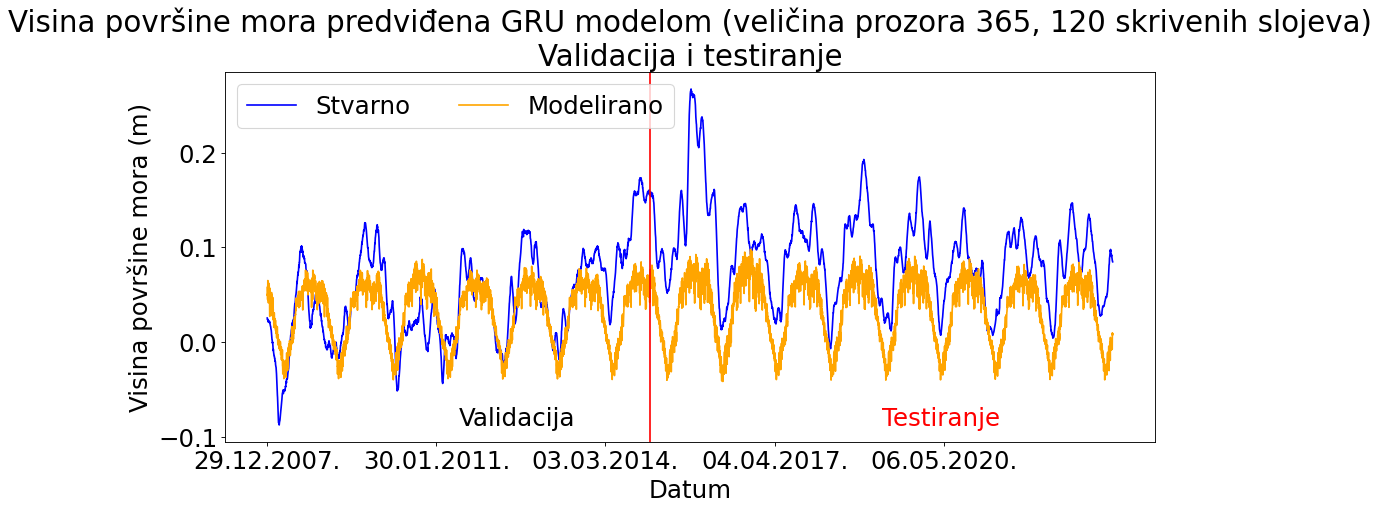 Visina površine mora predviđena GRU modelom (veličina prozora 365, 120 skrivenih slojeva)
Validacija i testiranje
Stvarno
Modelirano
Visina površine mora (m)
0.2
0.1
0.0
−0.1
Validacija
Testiranje
29.12.2007.
30.01.2011.
03.03.2014.
04.04.2017.
06.05.2020.
Datum